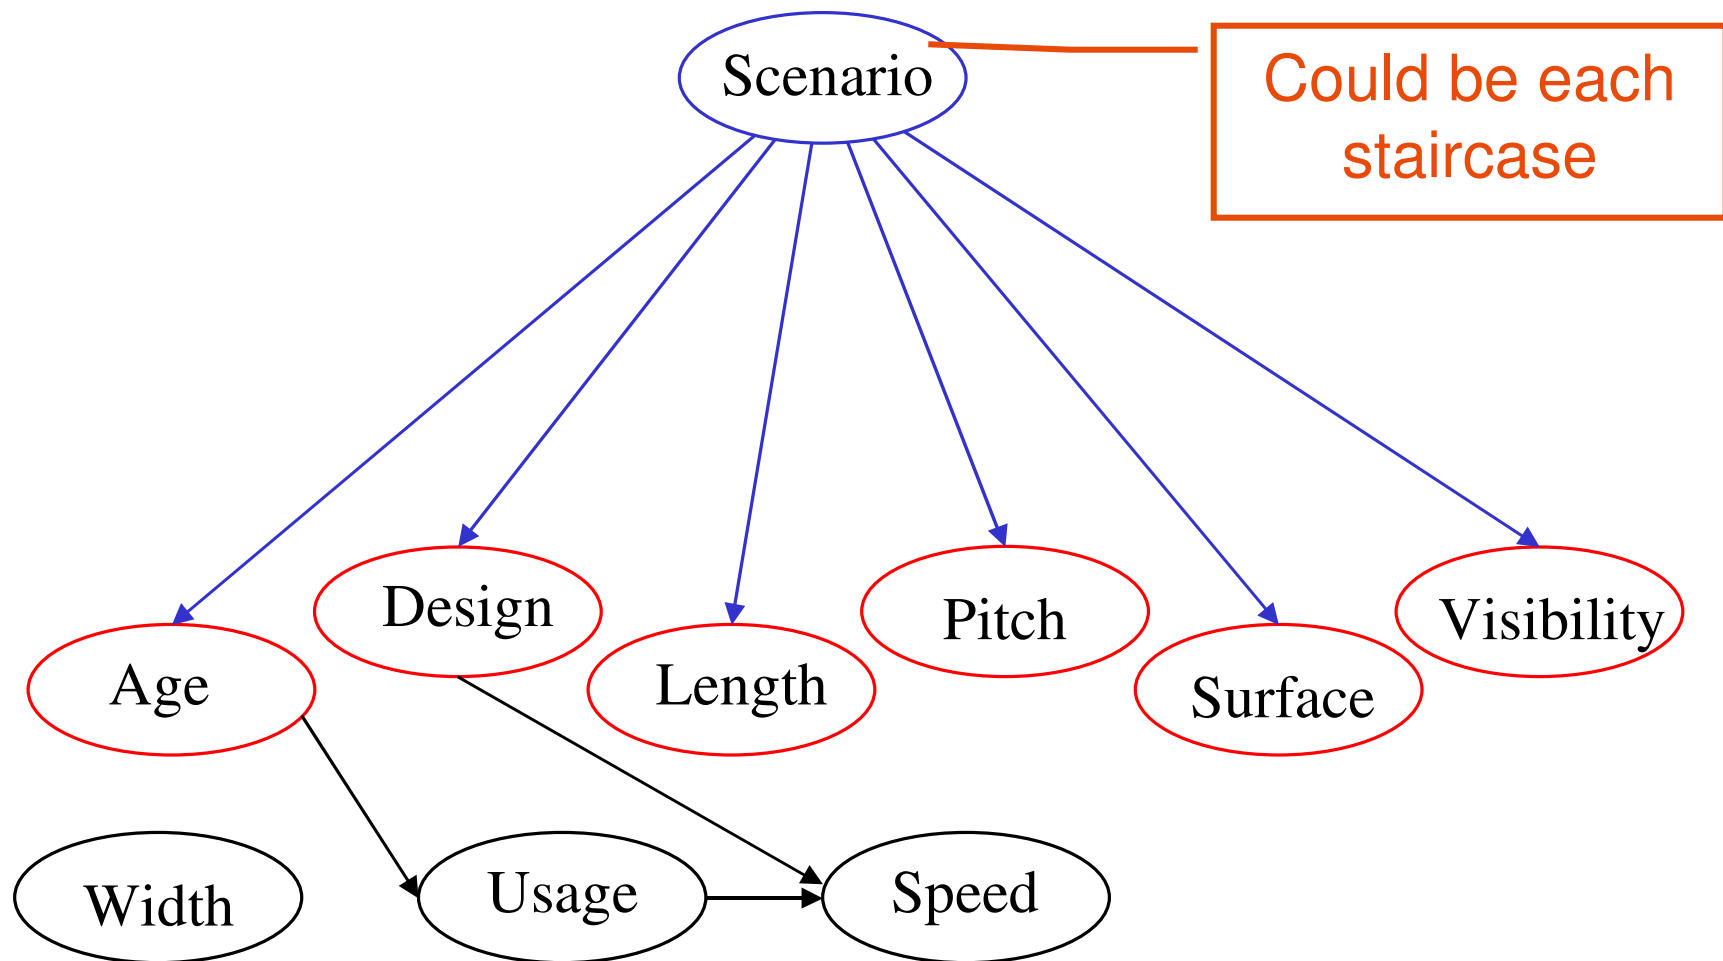 Scenario
Could be each
staircase
Design
Pitch
Visibility
Age
Length
Surface
Width
Usage
Speed